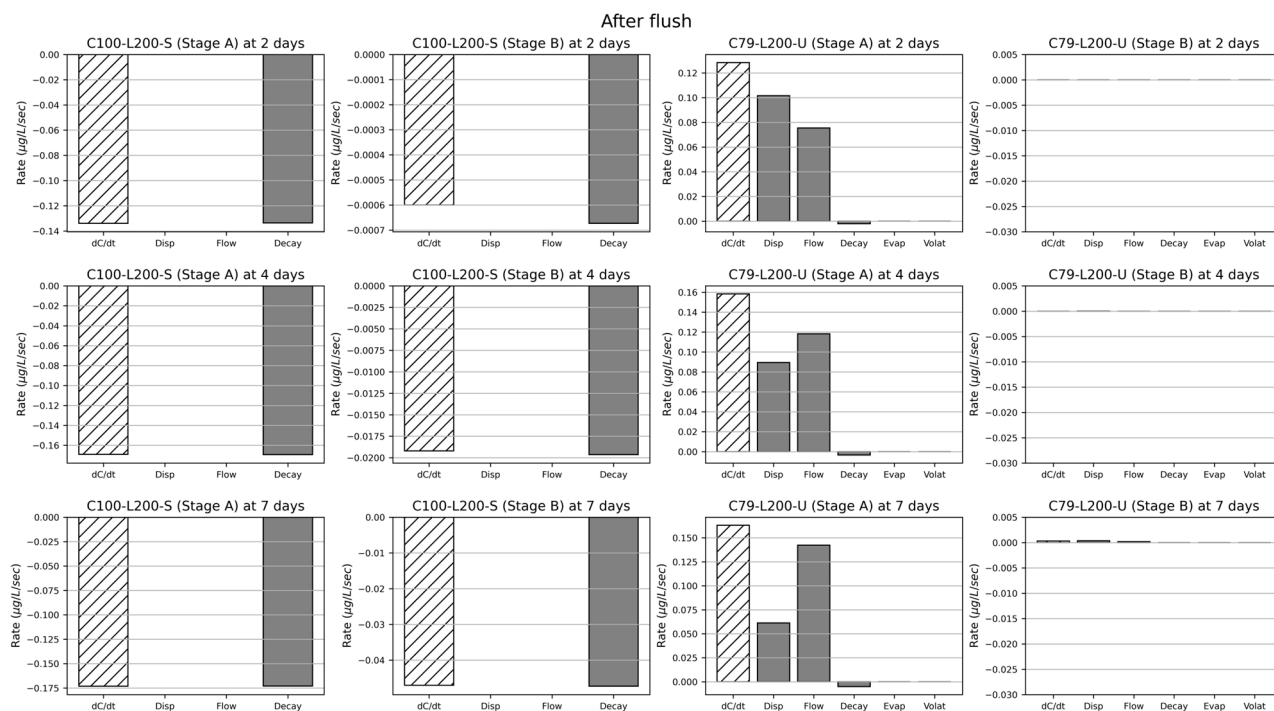 After flush
C100-L200-S (Stage A) at 2 days
Rate (µg/L/sec)
0.00
−0.02
−0.04
−0.06
−0.08
−0.10
−0.12
−0.14
dC/dt Disp Flow Decay
C100-L200-S (Stage B) at 2 days
Rate (µg/L/sec)
0.0000
−0.0001
−0.0002
−0.0003
−0.0004
−0.0005
−0.0006
−0.0007
dC/dt Disp Flow Decay
C79-L200-U (Stage A) at 2 days
Rate (µg/L/sec)
0.12
0.10
0.08
0.06
0.04
0.02
0.00
dC/dt Disp Flow Decay Evap Volat
C79-L200-U (Stage B) at 2 days
Rate (µg/L/sec)
0.005
0.000
−0.005
−0.010
−0.015
−0.020
−0.025
−0.030
dC/dt Disp Flow Decay Evap Volat
C100-L200-S (Stage A) at 4 days
Rate (µg/L/sec)
0.00
−0.02
−0.04
−0.06
−0.08
−0.10
−0.12
−0.14
−0.16
dC/dt Disp Flow Decay
C100-L200-S (Stage B) at 4 days
Rate (µg/L/sec)
0.0000
−0.0025
−0.0050
−0.0075
−0.0100
−0.0125
−0.0150
−0.0175
−0.0200
dC/dt Disp Flow Decay
C79-L200-U (Stage A) at 4 days
Rate (µg/L/sec)
0.16
0.14
0.12
0.10
0.08
0.06
0.04
0.02
0.00
dC/dt Disp Flow Decay Evap Volat
C79-L200-U (Stage B) at 4 days
Rate (µg/L/sec)
0.005
0.000
−0.005
−0.010
−0.015
−0.020
−0.025
−0.030
dC/dt Disp Flow Decay Evap Volat
C100-L200-S (Stage A) at 7 days
Rate (µg/L/sec)
0.000
−0.025
−0.050
−0.075
−0.100
−0.125
−0.150
−0.175
dC/dt Disp Flow Decay
C100-L200-S (Stage B) at 7 days
Rate (µg/L/sec)
0.00
−0.01
−0.02
−0.03
−0.04
dC/dt Disp Flow Decay
C79-L200-U (Stage A) at 7 days
Rate (µg/L/sec)
0.150
0.125
0.100
0.075
0.050
0.025
0.000
dC/dt Disp Flow Decay Evap Volat
C79-L200-U (Stage B) at 7 days
Rate (µg/L/sec)
0.005
0.000
−0.005
−0.010
−0.015
−0.020
−0.025
−0.030
dC/dt Disp Flow Decay Evap Volat